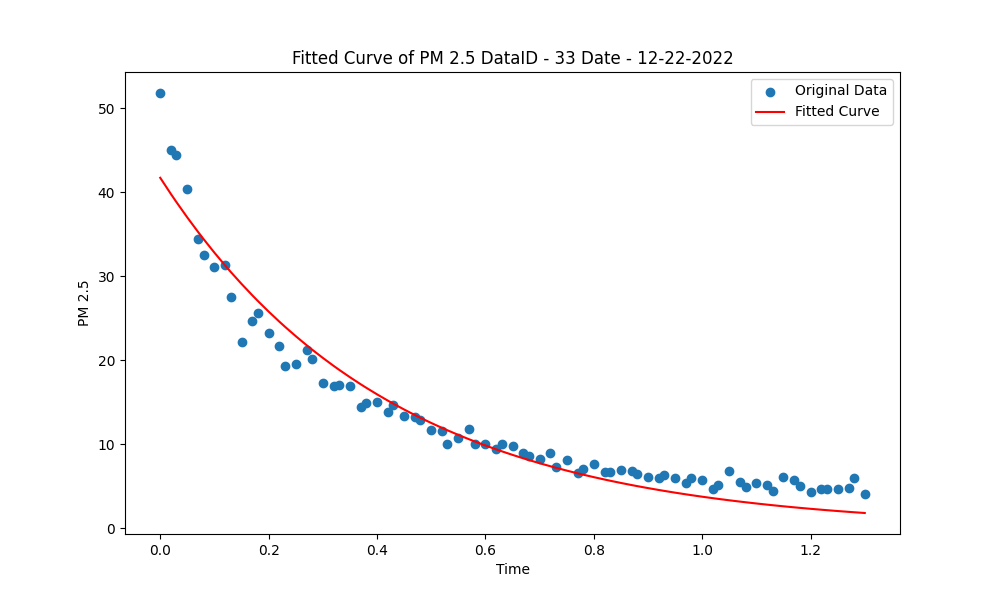 Fitted Curve of PM 2.5 DataID - 33 Date - 12-22-2022
Original Data
Fitted Curve
50
40
30
20
10
0
PM 2.5
0.0 0.2 0.4 0.6 0.8 1.0 1.2
Time